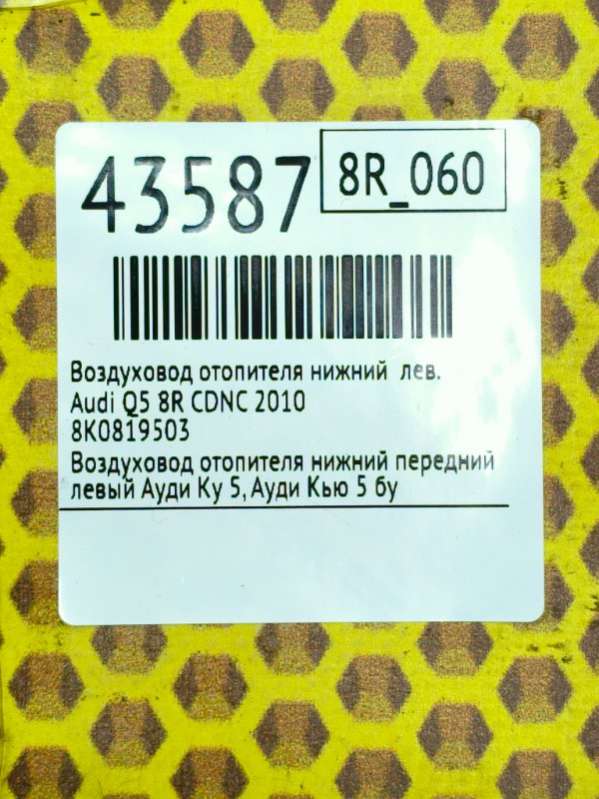 43587
8R_060
Воздуховод отопителя нижний лев.
Audi Q5 8R CDNC 2010
8K0819503
Воздуховод отопителя нижний передний
левый Ауди Ку 5, Ауди Кью 5 бу